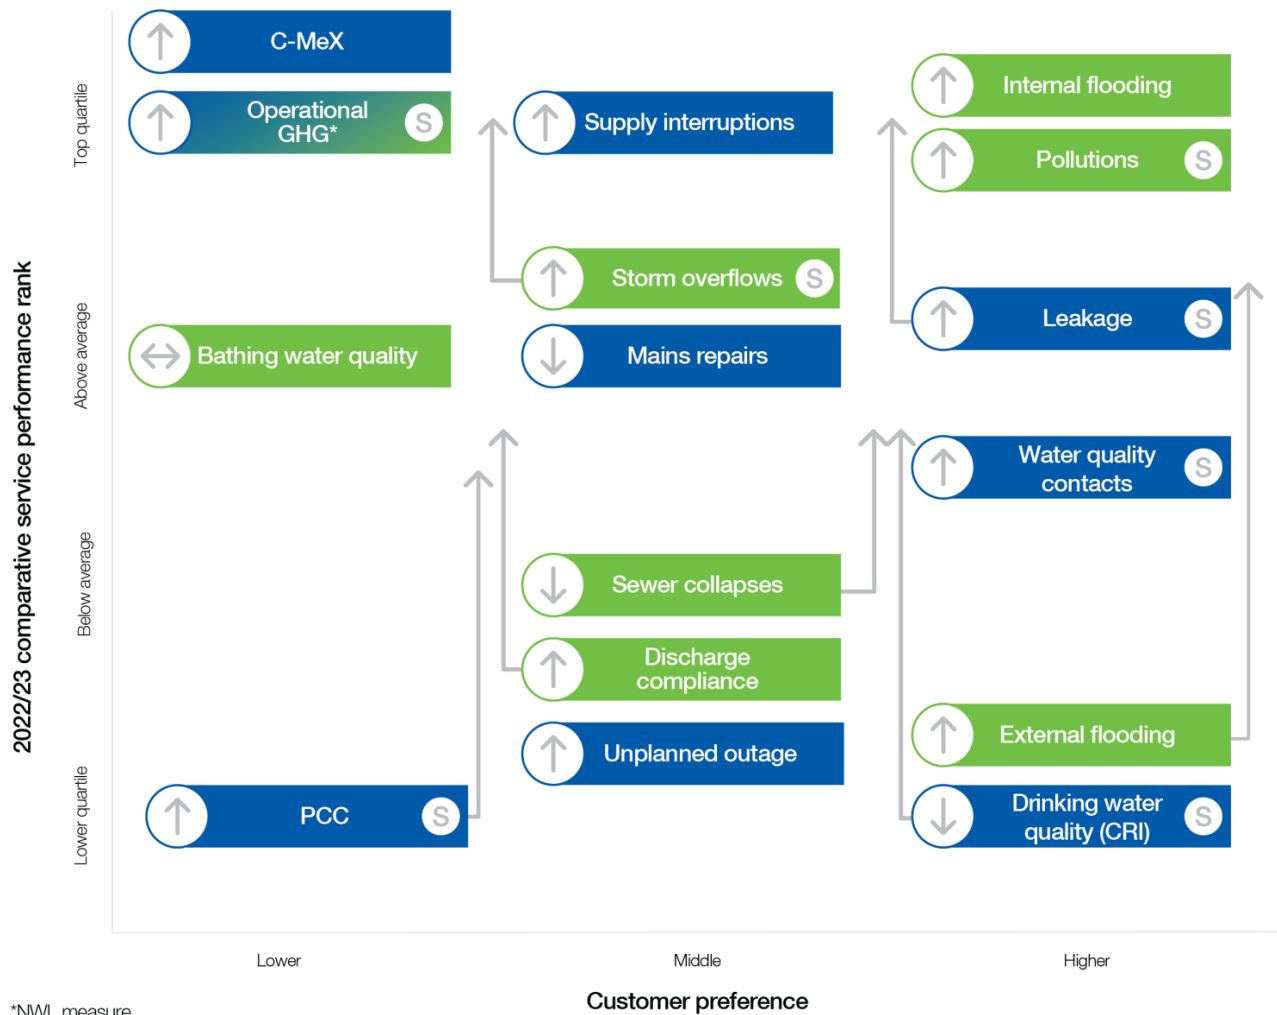 2022/23 comparative service performance rank
Top quartile
Above average
Below average
Lower quartile
C-MeX
Operational
GHG*
S
Supply interruptions
Internal flooding
Pollutions
S
Storm overflows
S
Leakage
S
Bathing water quality
Mains repairs
Water quality
contacts
S
Sewer collapses
Discharge
compliance
External flooding
Unplanned outage
PCC
S
Drinking water
quality (CRI)
S
Lower
Middle
Higher
Customer preference
*NWL measure